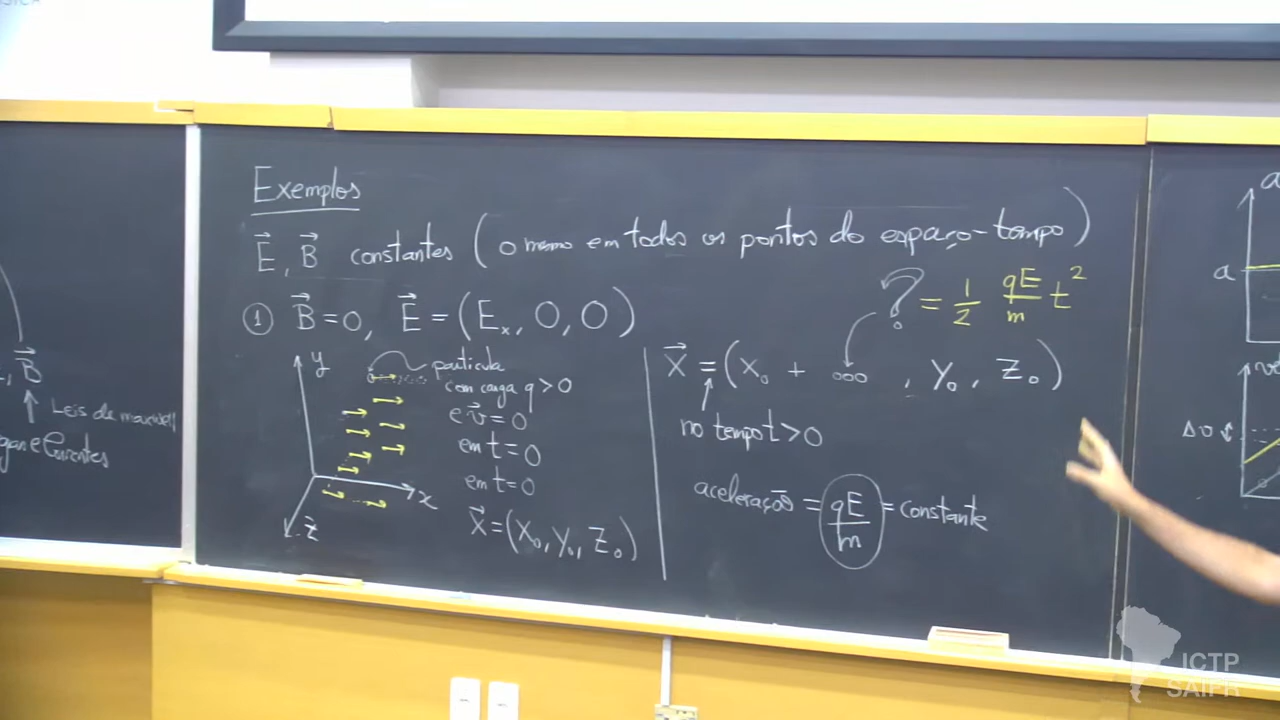 Exemplos
E⃗, B⃗ constantes (o mesmo em todos os pontos do espaço-tempo)
① B⃗=0, E⃗=(Eₓ, 0, 0)
? = 1/2 qE/m t²
y
x
z
partícula
com carga q>0
e v⃗=0
em t=0
em t=0
X⃗=(X₀, Y₀, Z₀)
X⃗=(X₀ + ooo, Y₀, Z₀)
no tempo t>0
aceleração = qE/m = constante
B⃗
Leis de maxwell
Correntes
a
a
Δv
ICTP
SAIFR